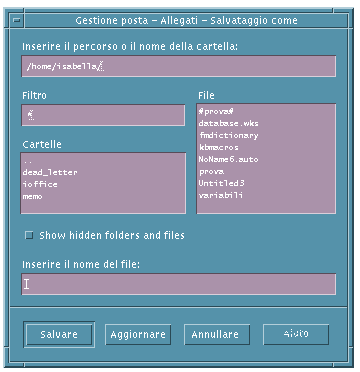 Gestione posta - Allegati - Salvataggio come
Inserire il percorso o il nome della cartella:
/home/isabella/
Filtro
File
#prova#
database.wks
fmdictionary
kbmacros
NoName6.auto
prova
Untitled3
variabili
Cartelle
..
dead_letter
ioffice
memo
Show hidden folders and files
Inserire il nome del file:
Salvare
Aggiornare
Annullare
Aiuto